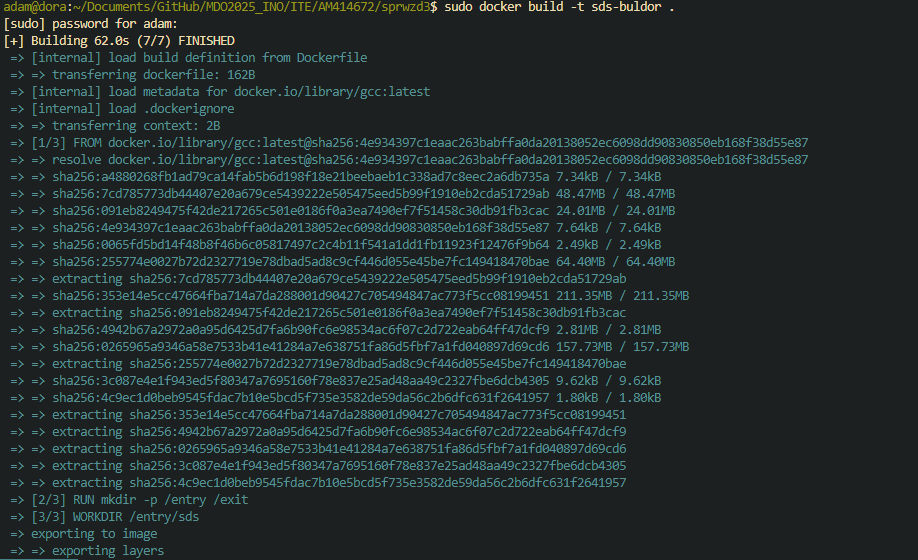 adam@dora:~/Documents/GitHub/MDO2025_INO/ITE/AM414672/sprwzd3$ sudo docker build -t sds-buldor .
[sudo] password for adam:
[+] Building 62.0s (7/7) FINISHED
=> [internal] load build definition from Dockerfile
=> => transferring dockerfile: 162B
=> [internal] load metadata for docker.io/library/gcc:latest
=> [internal] load .dockerignore
=> => transferring context: 2B
=> [1/3] FROM docker.io/library/gcc:latest@sha256:4e934397c1eaac263babffa0da20138052ec6098dd90830850eb168f38d55e87
=> => resolve docker.io/library/gcc:latest@sha256:4e934397c1eaac263babffa0da20138052ec6098dd90830850eb168f38d55e87
=> => sha256:a4880268fb1ad79ca14fab5b6d198f18e21beebaeb1c338ad7c8eec2a6db735a 7.34kB / 7.34kB
=> => sha256:7cd785773db44407e20a679ce5439222e505475eed5b99f1910eb2cda51729ab 48.47MB / 48.47MB
=> => sha256:091eb8249475f42de217265c501e0186f0a3ea7490ef7f51458c30db91fb3cac 24.01MB / 24.01MB
=> => sha256:4e934397c1eaac263babffa0da20138052ec6098dd90830850eb168f38d55e87 7.64kB / 7.64kB
=> => sha256:0065fd5bd14f48b8f46b6c05817497c2c4b11f541a1dd1fb11923f12476f9b64 2.49kB / 2.49kB
=> => sha256:255774e0027b72d2327719e78dbad5ad8c9cf446d055e45be7fc149418470bae 64.40MB / 64.40MB
=> => extracting sha256:7cd785773db44407e20a679ce5439222e505475eed5b99f1910eb2cda51729ab
=> => sha256:353e14e5cc47664fba714a7da288001d90427c705494847ac773f5cc08199451 211.35MB / 211.35MB
=> => extracting sha256:091eb8249475f42de217265c501e0186f0a3ea7490ef7f51458c30db91fb3cac
=> => sha256:4942b67a2972a0a95d6425d7fa6b90fc6e98534ac6f07c2d722eab64ff47dcf9 2.81MB / 2.81MB
=> => sha256:0265965a9346a58e7533b41e41284a7e638751fa86d5fbf7a1fd040897d69cd6 157.73MB / 157.73MB
=> => extracting sha256:255774e0027b72d2327719e78dbad5ad8c9cf446d055e45be7fc149418470bae
=> => sha256:3c087e4e1f943ed5f80347a7695160f78e837e25ad48aa49c2327fbe6dcb4305 9.62kB / 9.62kB
=> => sha256:4c9ec1d0beb9545fdac7b10e5bcd5f735e3582de59da56c2b6dfc631f2641957 1.80kB / 1.80kB
=> => extracting sha256:353e14e5cc47664fba714a7da288001d90427c705494847ac773f5cc08199451
=> => extracting sha256:4942b67a2972a0a95d6425d7fa6b90fc6e98534ac6f07c2d722eab64ff47dcf9
=> => extracting sha256:0265965a9346a58e7533b41e41284a7e638751fa86d5fbf7a1fd040897d69cd6
=> => extracting sha256:3c087e4e1f943ed5f80347a7695160f78e837e25ad48aa49c2327fbe6dcb4305
=> => extracting sha256:4c9ec1d0beb9545fdac7b10e5bcd5f735e3582de59da56c2b6dfc631f2641957
=> [2/3] RUN mkdir -p /entry /exit
=> [3/3] WORKDIR /entry/sds
=> exporting to image
=> => exporting layers